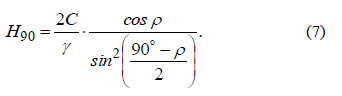 H₉₀ = 2C/γ · cos ρ / sin²((90° − ρ)/2). (7)